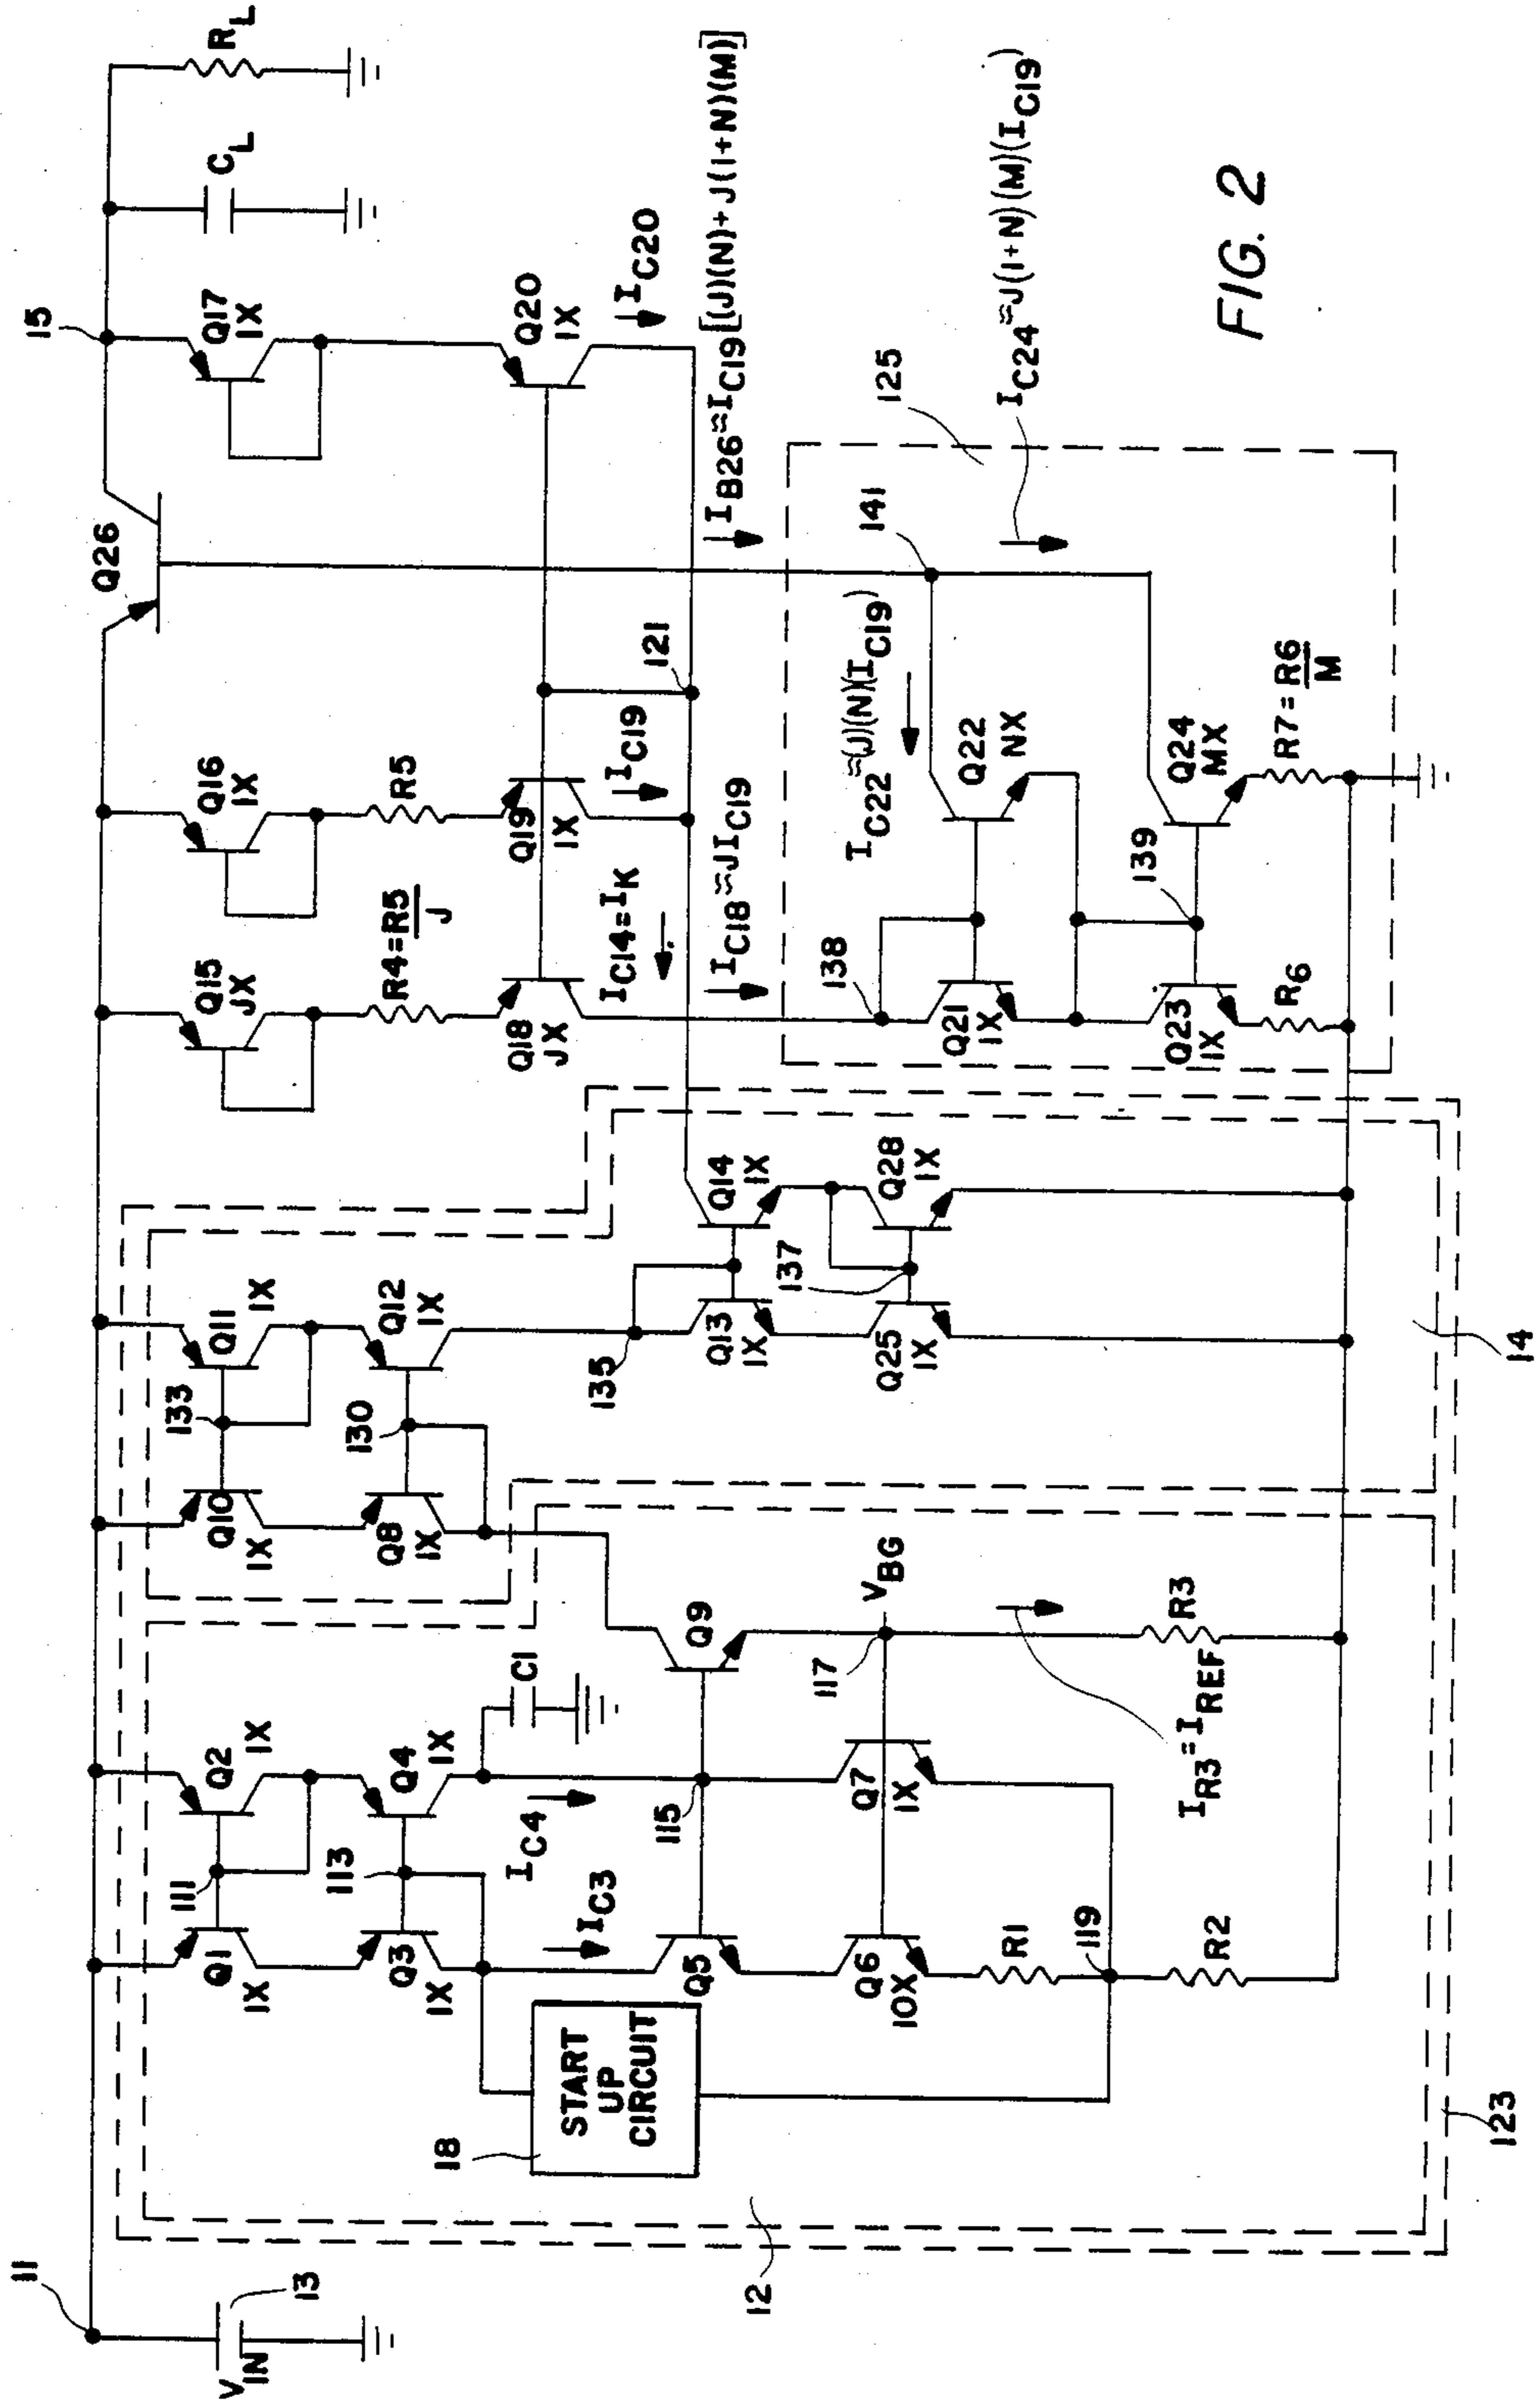 11
13
VIN
Q1
1X
111
Q2
1X
Q3
1X
113
Q4
1X
IC3
IC4
C1
18
START
UP
CIRCUIT
115
Q5
Q9
Q6
10X
Q7
1X
117
VBG
R1
119
R2
R3
IR3=IREF
12
123
Q10
1X
133
Q11
1X
Q8
1X
130
Q12
1X
135
Q13
1X
Q14
1X
137
Q25
1X
Q28
1X
14
Q15
JX
R4=R5/J
Q18
JX
Q16
1X
R5
Q19
1X
IC14=IK
IC19
IC18≈JIC19
121
Q26
15
Q17
1X
Q20
1X
IC20
CL
RL
IB26≈IC19[(J)(N)+J(1+N)(M)]
125
138
Q21
1X
Q22
NX
IC22≈(J)(N)(IC19)
141
IC24≈J(1+N)(M)(IC19)
Q23
1X
139
Q24
MX
R6
R7=R6/M
FIG. 2